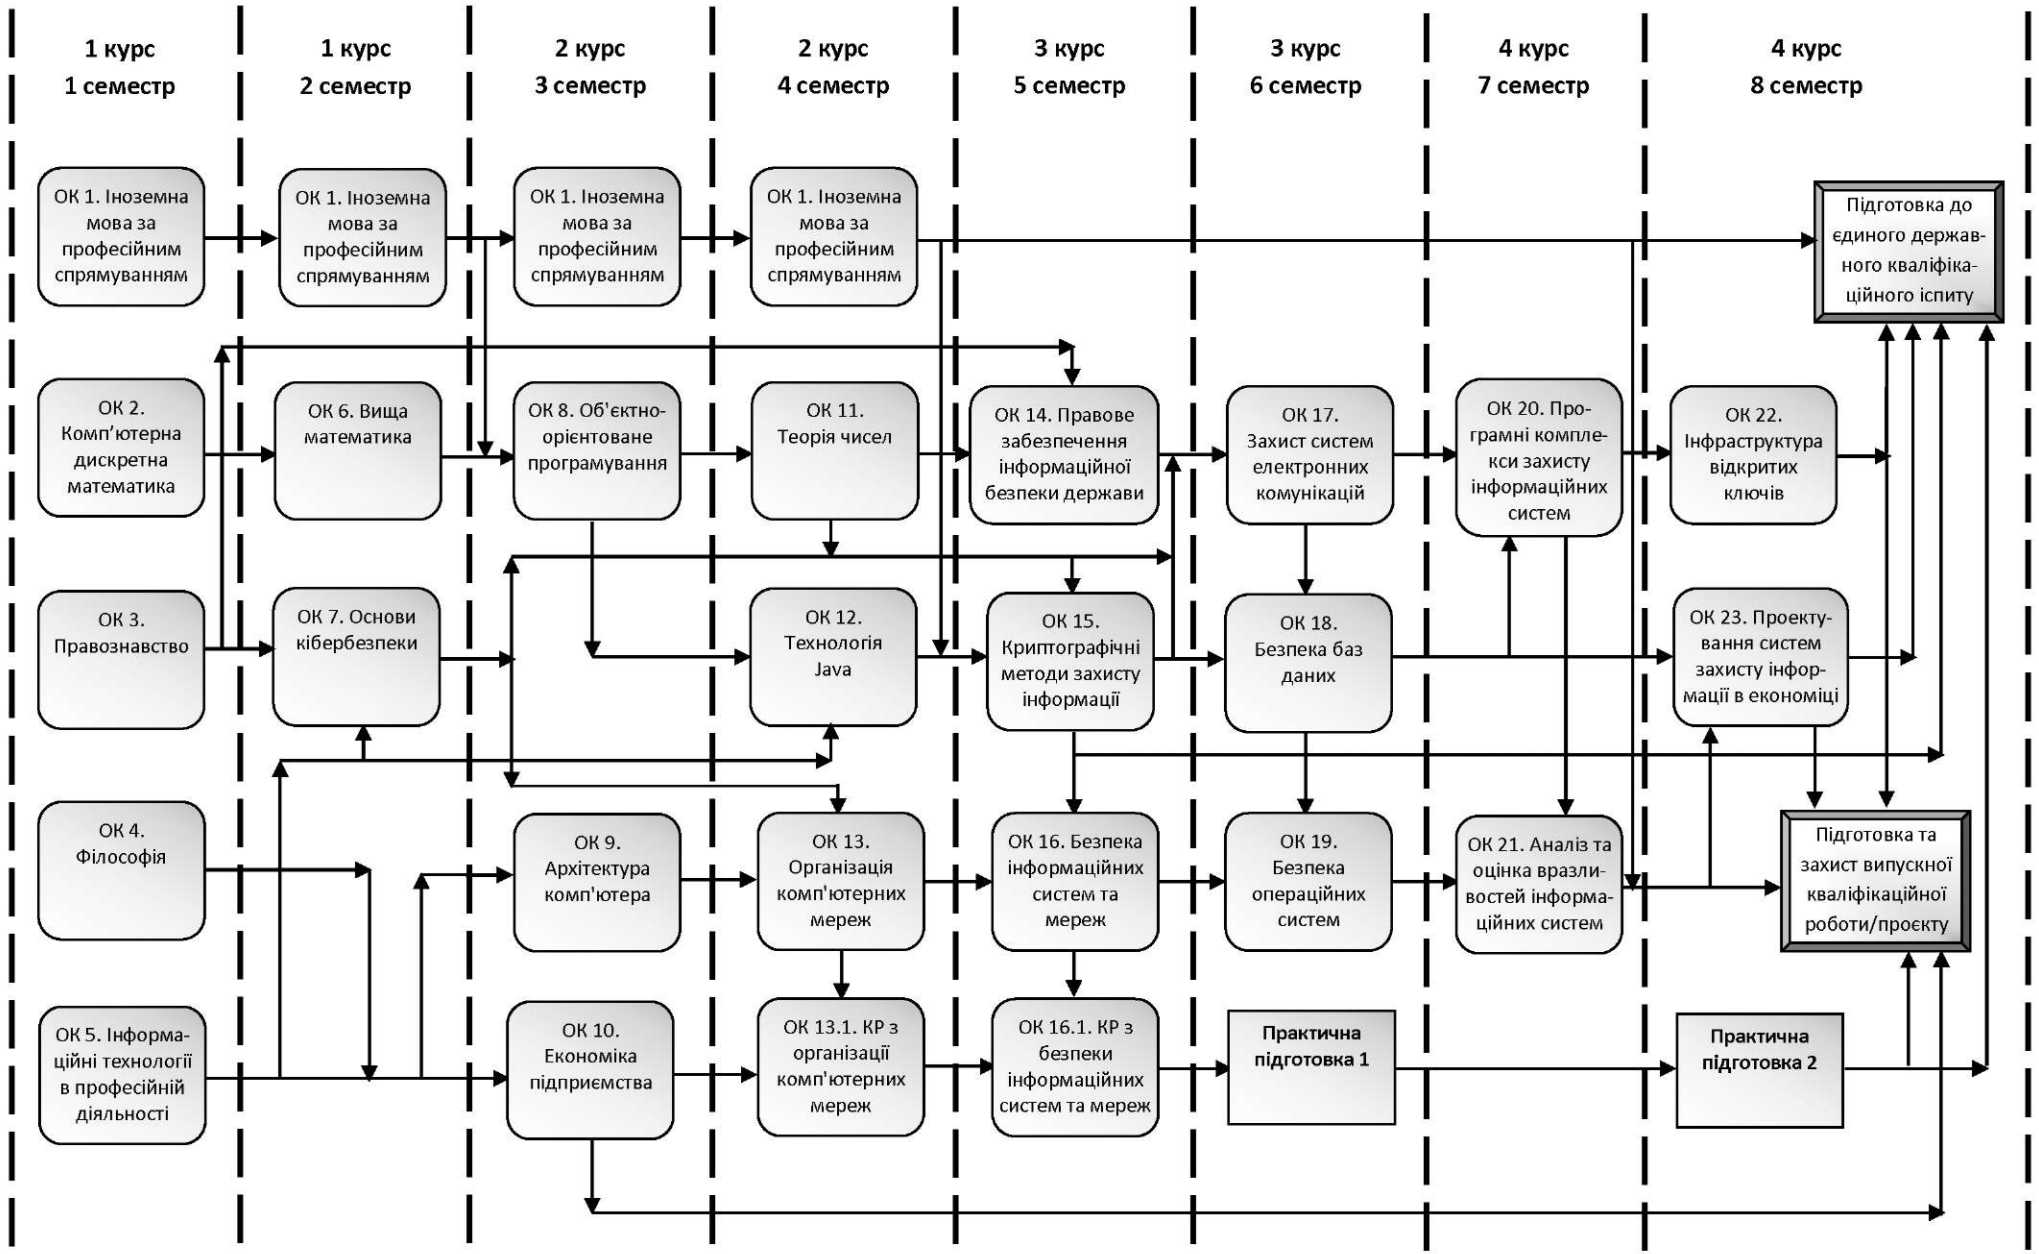 1 курс
1 семестр
1 курс
2 семестр
2 курс
3 семестр
2 курс
4 семестр
3 курс
5 семестр
3 курс
6 семестр
4 курс
7 семестр
4 курс
8 семестр
ОК 1. Іноземна
мова за
професійним
спрямуванням
ОК 1. Іноземна
мова за
професійним
спрямуванням
ОК 1. Іноземна
мова за
професійним
спрямуванням
ОК 1. Іноземна
мова за
професійним
спрямуванням
Підготовка до
єдиного держав-
ного кваліфіка-
ційного іспиту
ОК 2.
Комп’ютерна
дискретна
математика
ОК 6. Вища
математика
ОК 8. Об'єктно-
орієнтоване
програмування
ОК 11.
Теорія чисел
ОК 14. Правове
забезпечення
інформаційної
безпеки держави
ОК 17.
Захист систем
електронних
комунікацій
ОК 20. Про-
грамні компле-
кси захисту
інформаційних
систем
ОК 22.
Інфраструктура
відкритих
ключів
ОК 3.
Правознавство
ОК 7. Основи
кібербезпеки
ОК 12.
Технологія
Java
ОК 15.
Криптографічні
методи захисту
інформації
ОК 18.
Безпека баз
даних
ОК 23. Проекту-
вання систем
захисту інфор-
мації в економіці
ОК 4.
Філософія
ОК 9.
Архітектура
комп'ютера
ОК 13.
Організація
комп'ютерних
мереж
ОК 16. Безпека
інформаційних
систем та
мереж
ОК 19.
Безпека
операційних
систем
ОК 21. Аналіз та
оцінка вразли-
востей інформа-
ційних систем
Підготовка та
захист випускної
кваліфікаційної
роботи/проєкту
ОК 5. Інформа-
ційні технології
в професійній
діяльності
ОК 10.
Економіка
підприємства
ОК 13.1. КР з
організації
комп'ютерних
мереж
ОК 16.1. КР з
безпеки
інформаційних
систем та мереж
Практична
підготовка 1
Практична
підготовка 2